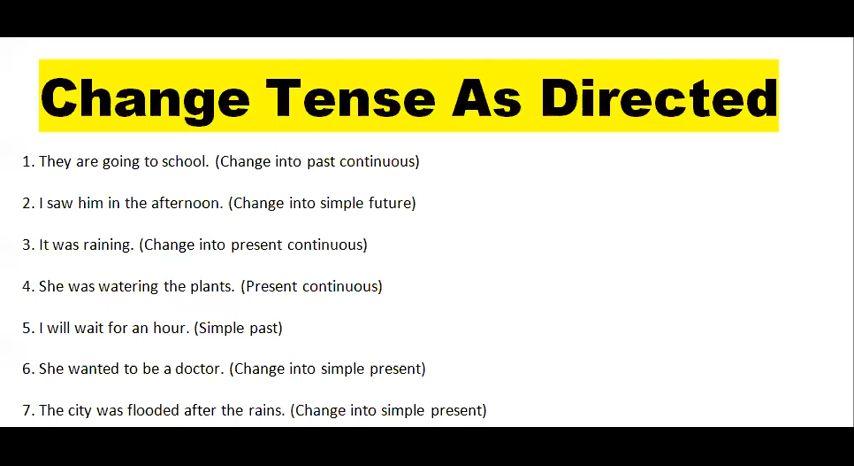 Change Tense As Directed
1. They are going to school. (Change into past continuous)
2. I saw him in the afternoon. (Change into simple future)
3. It was raining. (Change into present continuous)
4. She was watering the plants. (Present continuous)
5. I will wait for an hour. (Simple past)
6. She wanted to be a doctor. (Change into simple present)
7. The city was flooded after the rains. (Change into simple present)